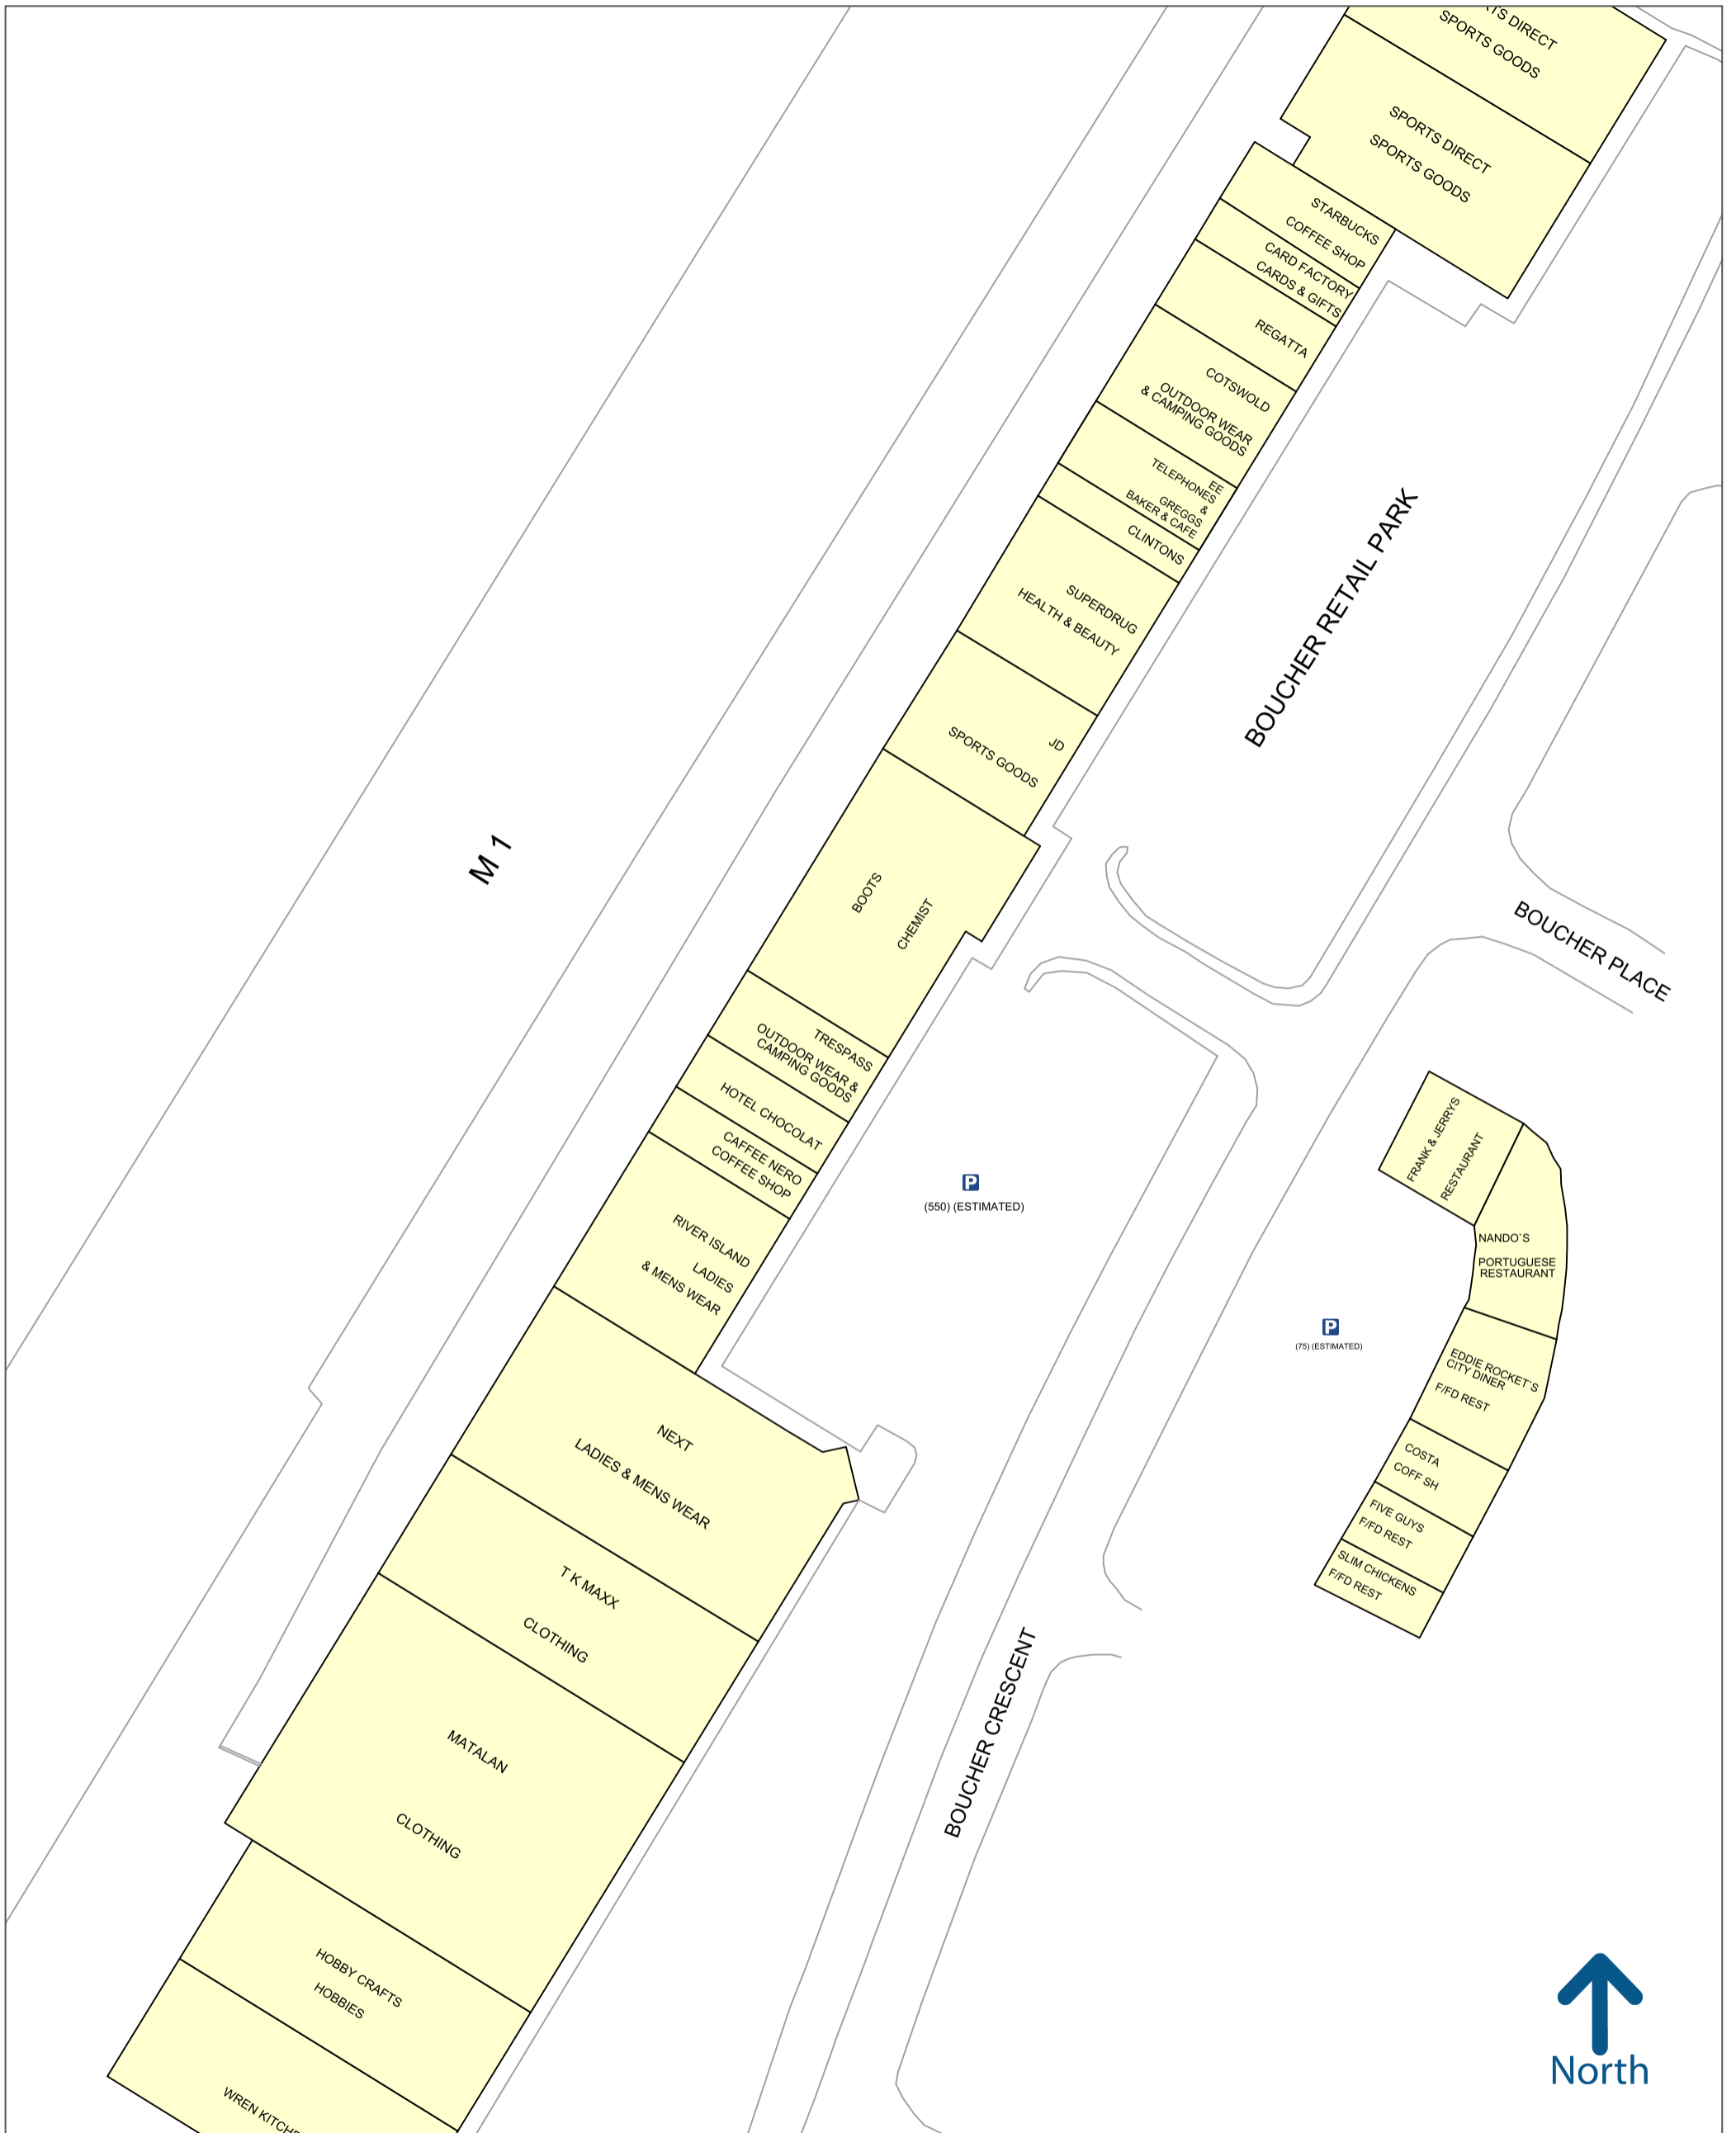 SPORTS GOODS
SPORTS DIRECT
SPORTS GOODS
STARBUCKS
COFFEE SHOP
CARD FACTORY
CARDS & GIFTS
REGATTA
COTSWOLD
OUTDOOR WEAR
& CAMPING GOODS
EE
TELEPHONES
&
GREGGS
BAKER & CAFE
CLINTONS
SUPERDRUG
HEALTH & BEAUTY
JD
SPORTS GOODS
BOUCHER RETAIL PARK
M 1
BOOTS
CHEMIST
BOUCHER PLACE
TRESPASS
OUTDOOR WEAR &
CAMPING GOODS
HOTEL CHOCOLAT
CAFFEE NERO
COFFEE SHOP
RIVER ISLAND
LADIES
& MENS WEAR
P
(550) (ESTIMATED)
FRANK & JERRYS
RESTAURANT
NANDO`S
PORTUGUESE
RESTAURANT
P
(75) (ESTIMATED)
EDDIE ROCKET`S
CITY DINER
F/FD REST
COSTA
COFF SH
FIVE GUYS
F/FD REST
SLIM CHICKENS
F/FD REST
NEXT
LADIES & MENS WEAR
T K MAXX
CLOTHING
MATALAN
CLOTHING
BOUCHER CRESCENT
HOBBY CRAFTS
HOBBIES
WREN
North